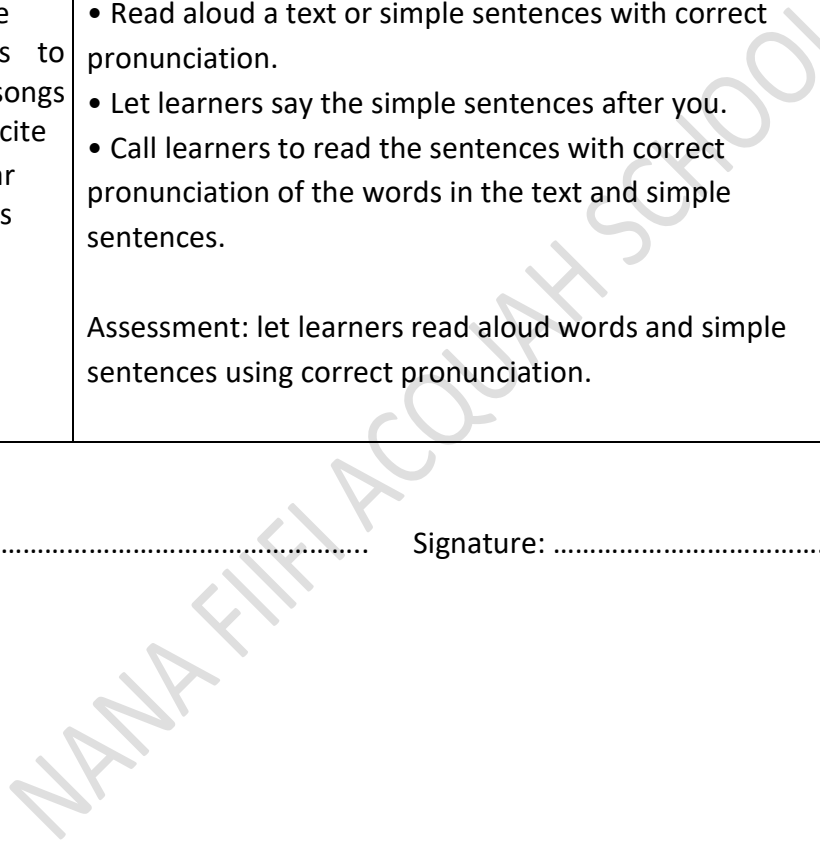 e
s to
songs
cite
ar
s
• Read aloud a text or simple sentences with correct
pronunciation.
• Let learners say the simple sentences after you.
• Call learners to read the sentences with correct
pronunciation of the words in the text and simple
sentences.
Assessment: let learners read aloud words and simple
sentences using correct pronunciation.
……………………………………………….. Signature: ………………………………..
NANA FIIFI ACQUAH SCHOOL